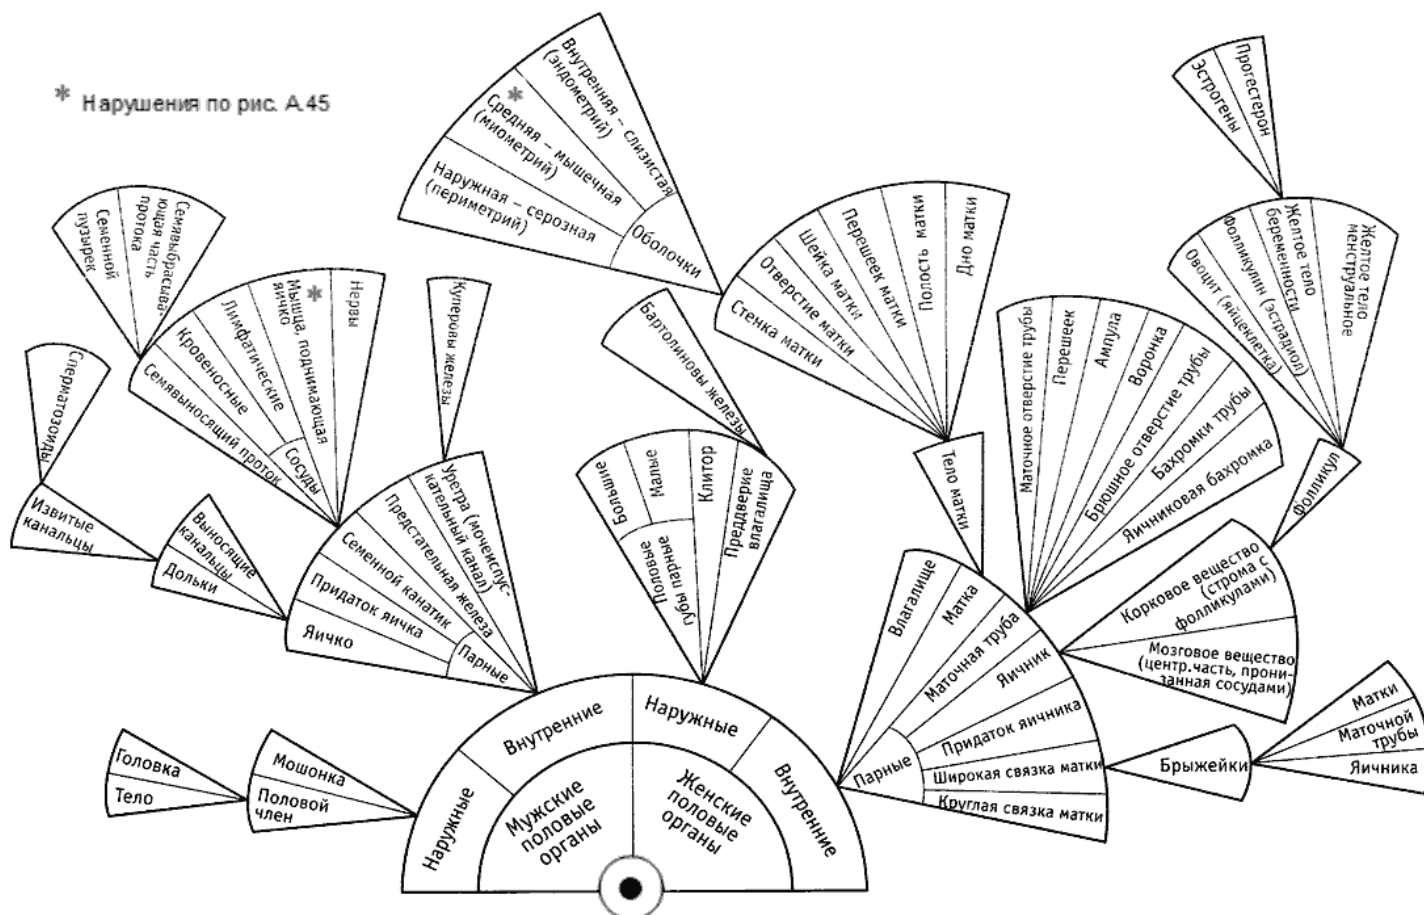 * Нарушения по рис. А.45
Семенной
пузырек
Семявыбрасыва-
ющая часть
протока
Внутренняя – слизистая
(эндометрий)
*
Средняя – мышечная
(миометрий)
Наружная – серозная
(периметрий)
Оболочки
Эстрогены
Прогестерон
Сперматозоиды
Извитые
канальцы
Семявыносящий проток
Кровеносные
Лимфатические
Сосуды
Мышца, поднимающая
яичко
*
Нервы
Куперовы железы
Бартолиновы железы
Стенка матки
Отверстие матки
Шейка матки
Перешеек матки
Полость матки
Дно матки
Овоцит (яйцеклетка)
Фолликулин (эстрадиол)
Желтое тело
беременности
Желтое тело
менструальное
Фолликул
Маточное отверстие трубы
Перешеек
Ампула
Воронка
Брюшное отверстие трубы
Бахромки трубы
Яичниковая бахромка
Тело матки
Выносящие
канальцы
Дольки
Яичко
Придаток яичка
Семенной канатик
Предстательная железа
Уретра (мочеиспус-
кательный канал)
Парные
Большие
Малые
Половые
губы парные
Клитор
Преддверие
влагалища
Влагалище
Матка
Маточная труба
Яичник
Придаток яичника
Широкая связка матки
Круглая связка матки
Парные
Корковое вещество
(строма с
фолликулами)
Мозговое вещество
(центр.часть, прони-
занная сосудами)
Брыжейки
Матки
Маточной
трубы
Яичника
Головка
Тело
Мошонка
Половой
член
Наружные
Внутренние
Наружные
Внутренние
Мужские
половые
органы
Женские
половые
органы